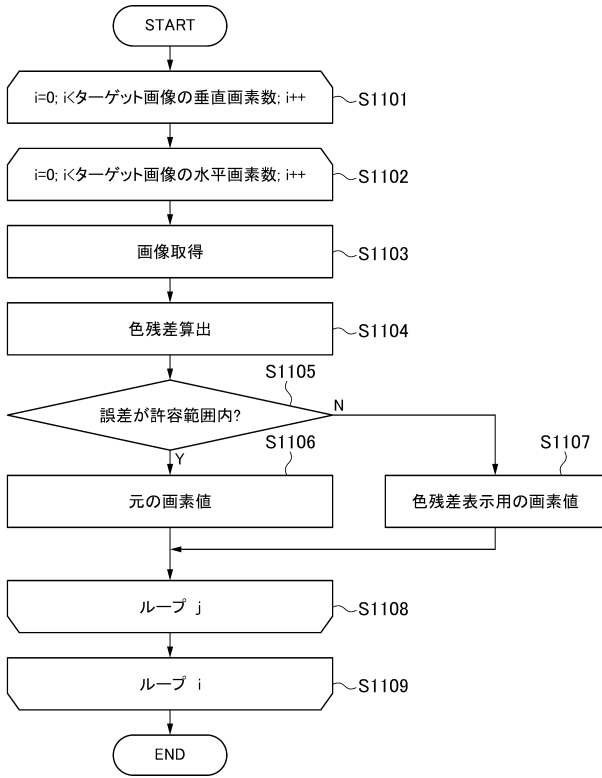 START
i=0; i<ターゲット画像の垂直画素数; i++
S1101
i=0; i<ターゲット画像の水平画素数; i++
S1102
画像取得
S1103
色残差算出
S1104
S1105
誤差が許容範囲内?
N
Y
S1106
S1107
元の画素値
色残差表示用の画素値
ループ j
S1108
ループ i
S1109
END